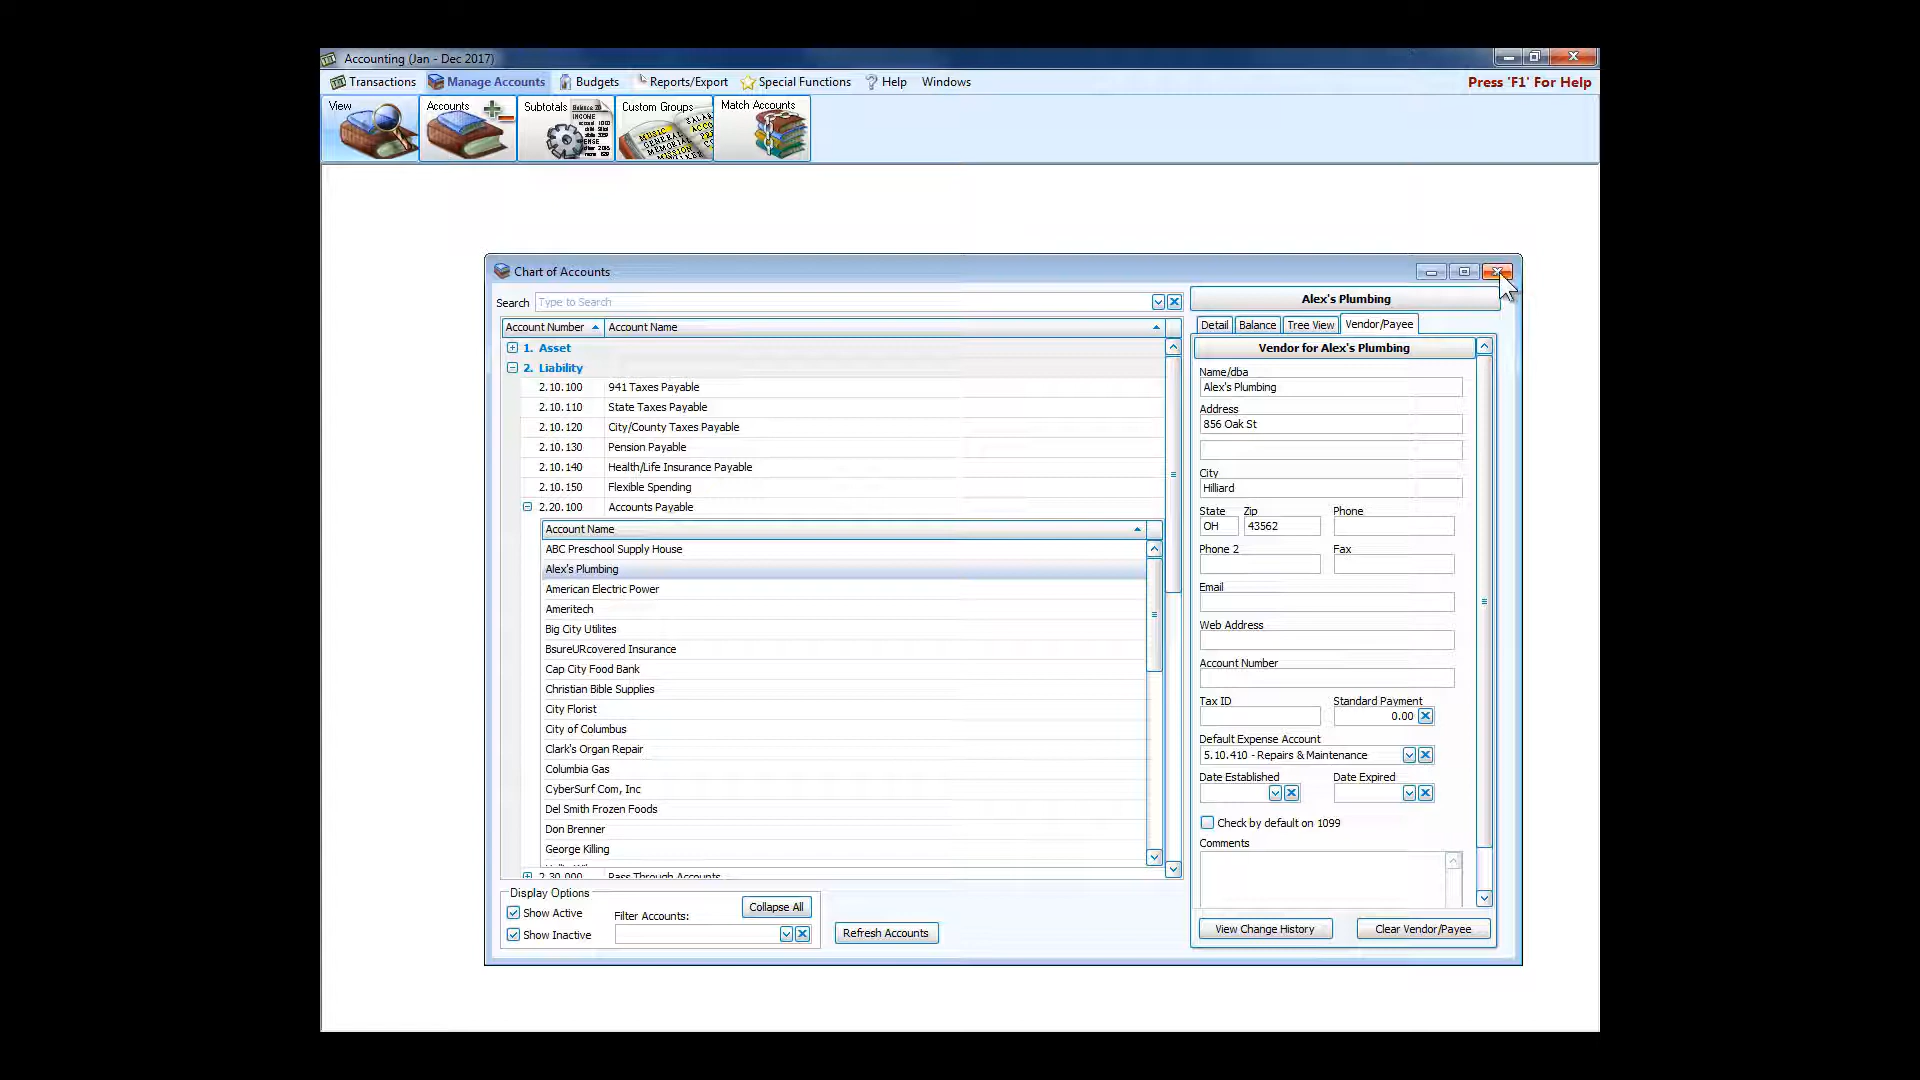 Accounting (Jan - Dec 2017)
Transactions Manage Accounts Budgets Reports/Export Special Functions Help Windows Press 'F1' For Help
View Accounts Subtotals Custom Groups Match Accounts
Chart of Accounts
Search Type to Search
Account Number Account Name
1. Asset
2. Liability
2.10.100 941 Taxes Payable
2.10.110 State Taxes Payable
2.10.120 City/County Taxes Payable
2.10.130 Pension Payable
2.10.140 Health/Life Insurance Payable
2.10.150 Flexible Spending
2.20.100 Accounts Payable
Account Name
ABC Preschool Supply House
Alex's Plumbing
American Electric Power
Ameritech
Big City Utilites
BsureURcovered Insurance
Cap City Food Bank
Christian Bible Supplies
City Florist
City of Columbus
Clark's Organ Repair
Columbia Gas
CyberSurf Com, Inc
Del Smith Frozen Foods
Don Brenner
George Killing
2.30.000 Pass Through Accounts
Display Options
Show Active
Show Inactive
Filter Accounts:
Collapse All
Refresh Accounts
Alex's Plumbing
Detail Balance Tree View Vendor/Payee
Vendor for Alex's Plumbing
Name/dba
Alex's Plumbing
Address
856 Oak St
City
Hilliard
State Zip Phone
OH 43562
Phone 2 Fax
Email
Web Address
Account Number
Tax ID Standard Payment
0.00
Default Expense Account
5.10.410 - Repairs & Maintenance
Date Established Date Expired
Check by default on 1099
Comments
View Change History Clear Vendor/Payee